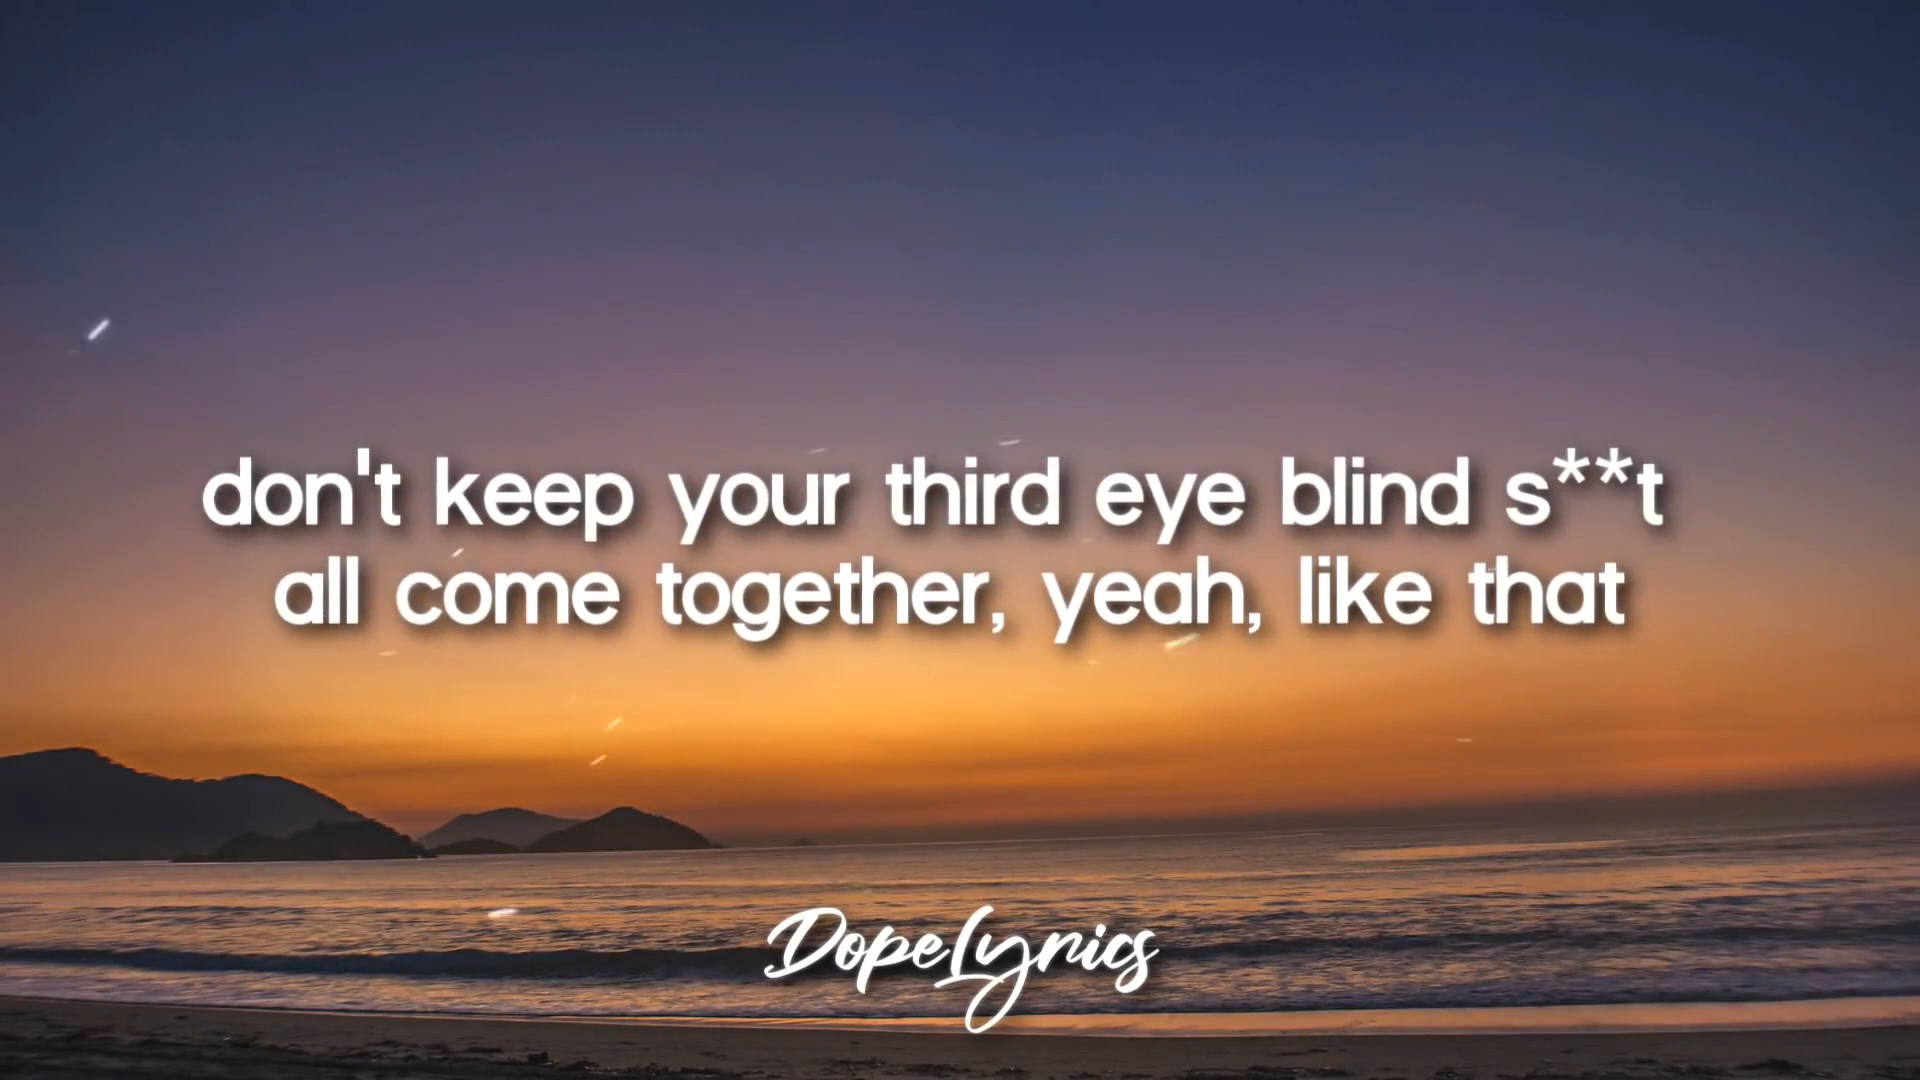 don't keep your third eye blind s**t
all come together, yeah, like that
DopeLyrics